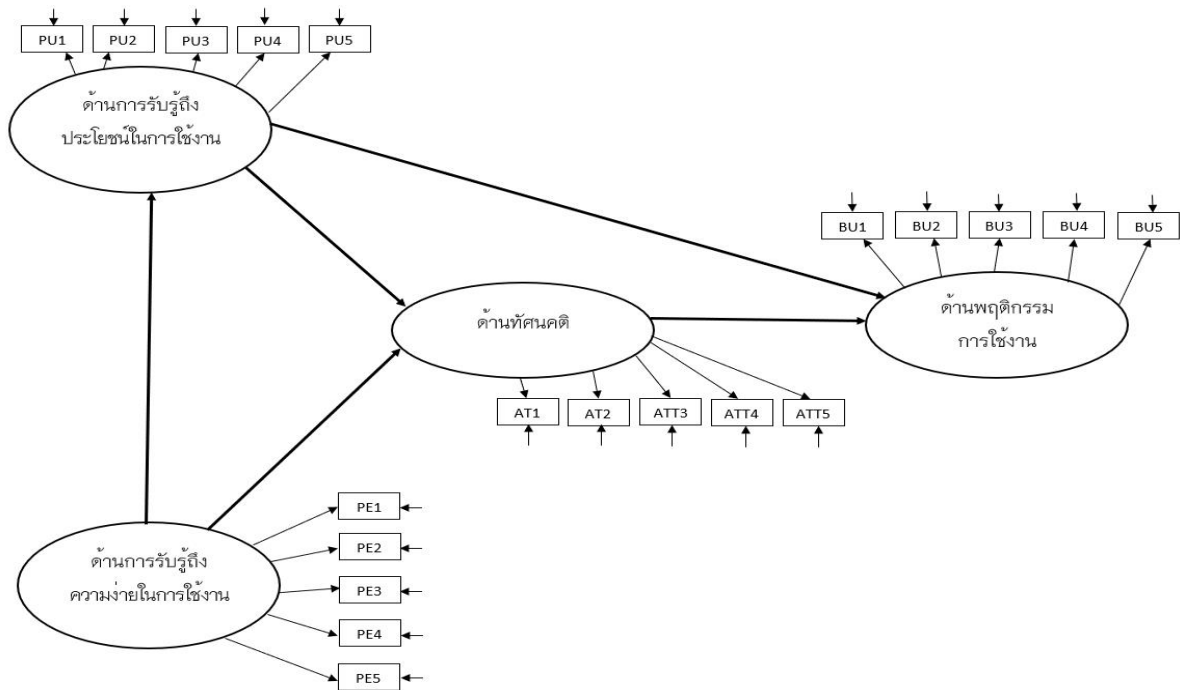 PU1 PU2 PU3 PU4 PU5
ด้านการรับรู้ถึง
ประโยชน์ในการใช้งาน
BU1 BU2 BU3 BU4 BU5
ด้านพฤติกรรม
การใช้งาน
ด้านทัศนคติ
AT1 AT2 ATT3 ATT4 ATT5
ด้านการรับรู้ถึง
ความง่ายในการใช้งาน
PE1
PE2
PE3
PE4
PE5